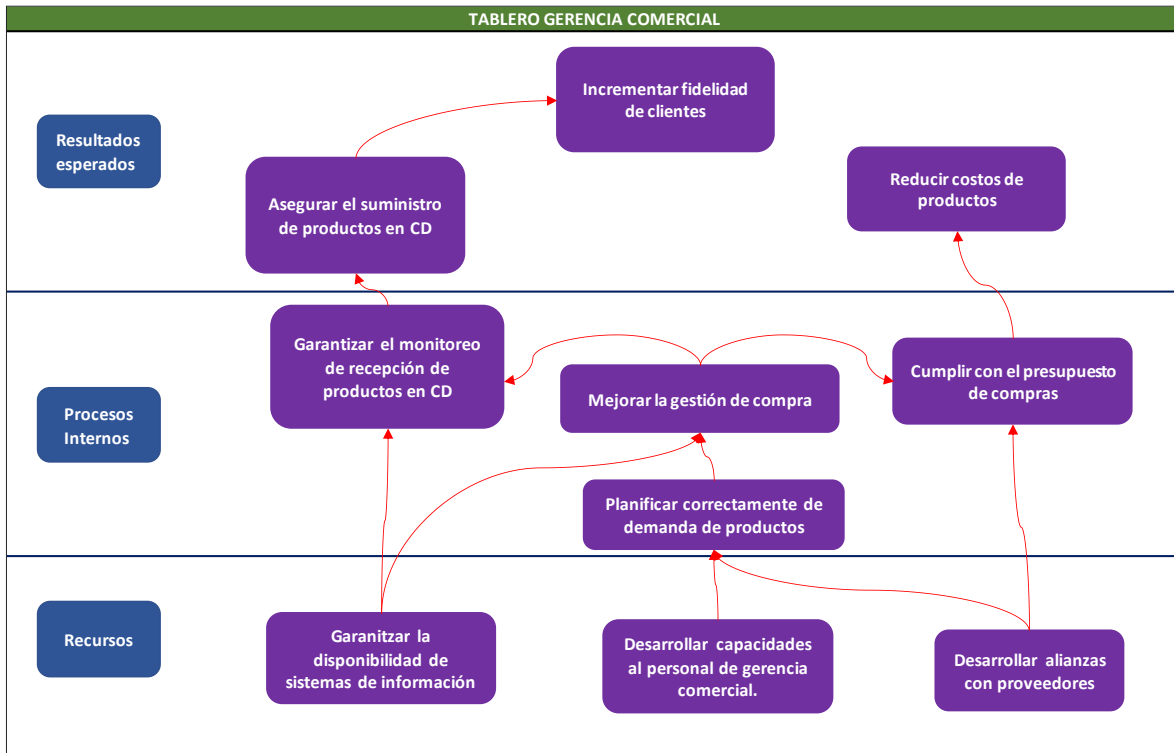 TABLERO GERENCIA COMERCIAL
Resultados
esperados
Incrementar fidelidad
de clientes
Asegurar el suministro
de productos en CD
Reducir costos de
productos
Procesos
Internos
Garantizar el monitoreo
de recepción de
productos en CD
Mejorar la gestión de compra
Cumplir con el presupuesto
de compras
Planificar correctamente de
demanda de productos
Recursos
Garanitzar la
disponibilidad de
sistemas de información
Desarrollar capacidades
al personal de gerencia
comercial.
Desarrollar alianzas
con proveedores